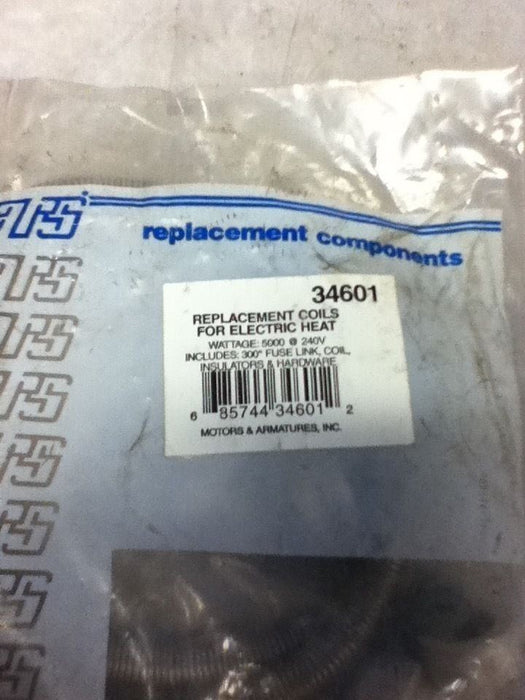 replacement components
34601
REPLACEMENT COILS
FOR ELECTRIC HEAT
WATTAGE: 5000 @ 240V
INCLUDES: 300° FUSE LINK, COIL,
INSULATORS & HARDWARE
6 85744 34601 2
MOTORS & ARMATURES, INC.